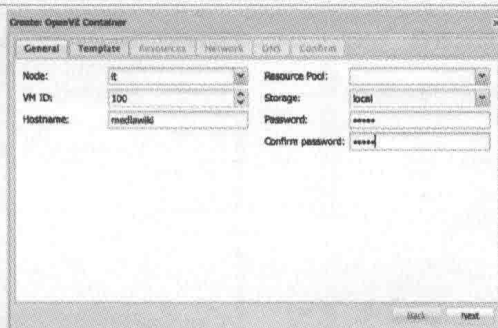 Create: OpenVZ Container
General Template Resources Network DNS Confirm
Node: it
VM ID: 100
Hostname: mediawiki
Resource Pool:
Storage: local
Password: •••••
Confirm password: •••••
Back Next